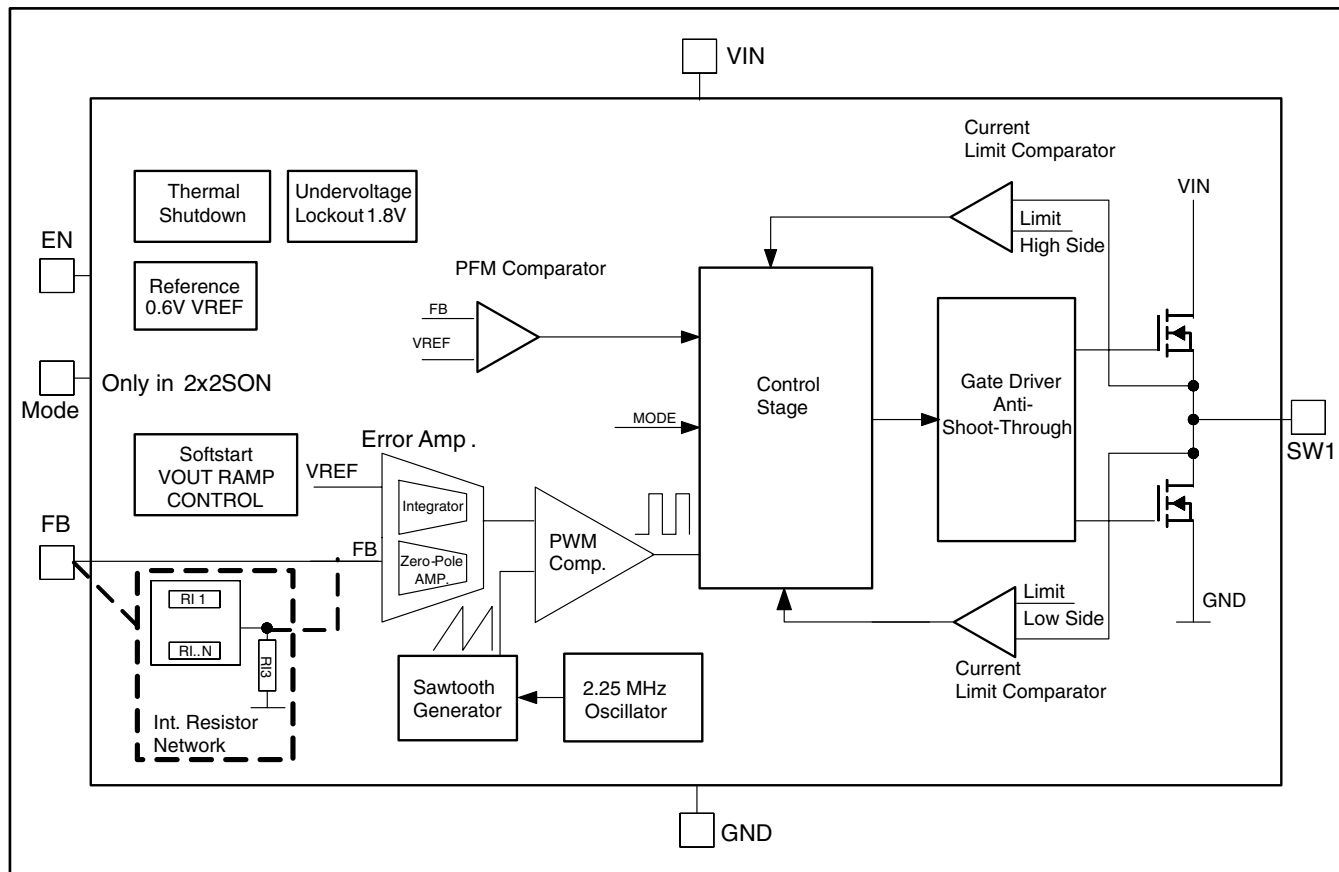 VIN
Current
Limit Comparator
Thermal
Shutdown
Undervoltage
Lockout 1.8V
VIN
Limit
High Side
EN
Reference
0.6V VREF
PFM Comparator
FB
VREF
Mode
Only in 2x2SON
Control
Stage
Gate Driver
Anti-
Shoot-Through
MODE
SW1
Softstart
VOUT RAMP
CONTROL
Error Amp .
VREF
Integrator
FB
FB
Zero-Pole
AMP.
PWM
Comp.
RI 1
RI..N
RI3
Int. Resistor
Network
Sawtooth
Generator
2.25 MHz
Oscillator
Limit
Low Side
Current
Limit Comparator
GND
GND